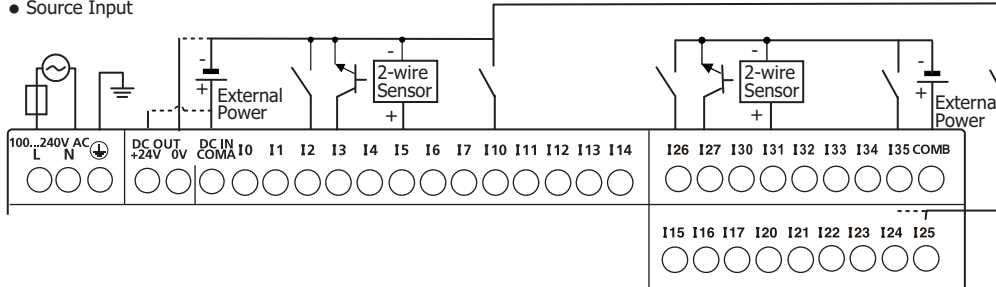 ● Source Input
-
+
External
Power
-
2-wire
Sensor
+
-
2-wire
Sensor
+
-
+
Externa
Power
100...240V AC
L N
DC OUT
+24V 0V
DC IN
COMA I0 I1 I2 I3 I4 I5 I6 I7 I10 I11 I12 I13 I14
I26 I27 I30 I31 I32 I33 I34 I35 COMB
I15 I16 I17 I20 I21 I22 I23 I24 I25